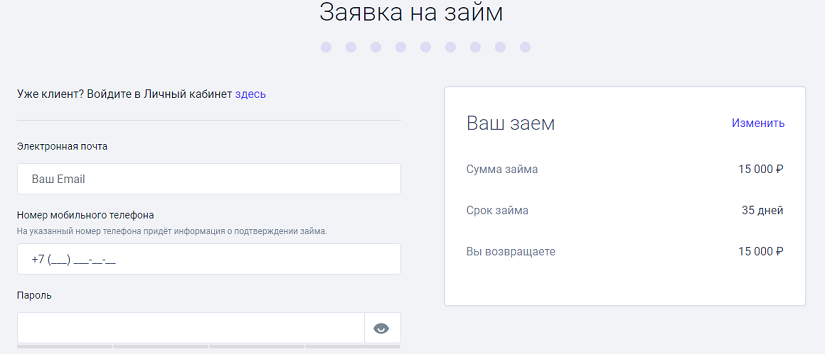 Заявка на займ
Уже клиент? Войдите в Личный кабинет здесь
Электронная почта
Ваш Email
Номер мобильного телефона
На указанный номер телефона придёт информация о подтверждении займа.
+7 (___) ___-__-__
Пароль
Ваш заем Изменить
Сумма займа 15 000 ₽
Срок займа 35 дней
Вы возвращаете 15 000 ₽